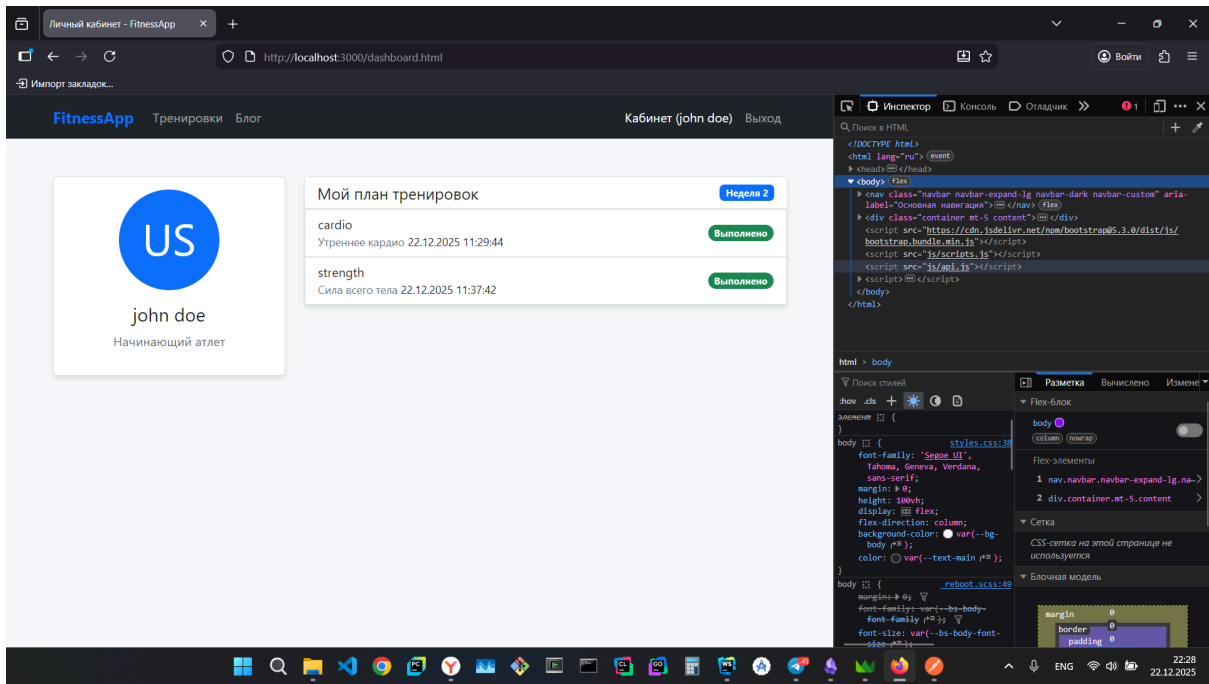 Личный кабинет - FitnessApp
http://localhost:3000/dashboard.html
Войти
Импорт закладок...
FitnessApp Тренировки Блог Кабинет (john doe) Выход
US
john doe
Начинающий атлет
Мой план тренировок Неделя 2
cardio
Утреннее кардио 22.12.2025 11:29:44 Выполнено
strength
Сила всего тела 22.12.2025 11:37:42 Выполнено
Инспектор Консоль Отладчик 1
Поиск в HTML
<!DOCTYPE html>
<html lang="ru"> event
<head> </head>
<body> flex
<nav class="navbar navbar-expand-lg navbar-dark navbar-custom" aria-
label="Основная навигация"> </nav> flex
<div class="container mt-5 content"> </div>
<script src="https://cdn.jsdelivr.net/npm/bootstrap@5.3.0/dist/js/
bootstrap.bundle.min.js"></script>
<script src="js/scripts.js"></script>
<script src="js/api.js"></script>
<script> </script>
</body>
</html>
html > body
Поиск стилей
:hov .cls
элемент {
}
body { styles.css:38
font-family: 'Segoe UI',
Tahoma, Geneva, Verdana,
sans-serif;
margin: 0;
height: 100vh;
display: flex;
flex-direction: column;
background-color: var(--bg-
body);
color: var(--text-main);
}
body { _reboot.scss:49
margin: 0;
font-family: var(--bs-body-
font-family);
font-size: var(--bs-body-font-
size);
Разметка Вычислено Измене
Flex-блок
body
column nowrap
Flex-элементы
1 nav.navbar.navbar-expand-lg.na…
2 div.container.mt-5.content
Сетка
CSS-сетка на этой странице не
используется
Блочная модель
margin 0
border 0
padding 0
ENG
22:28
22.12.2025